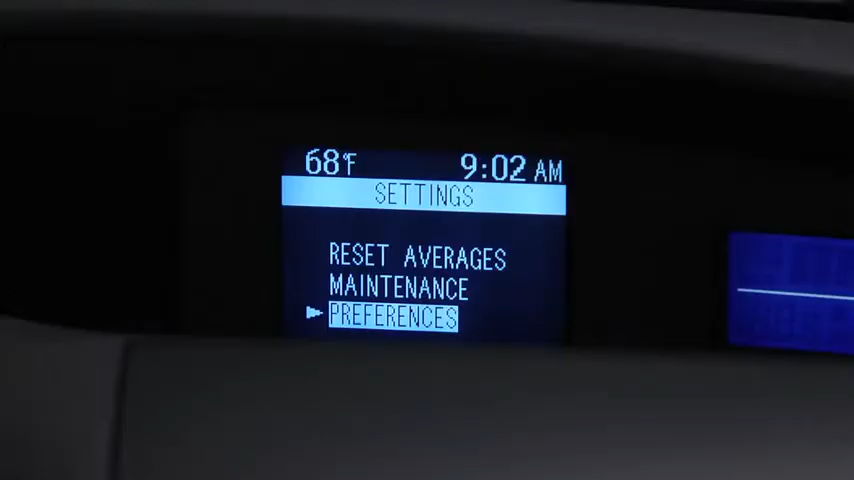 68°F 9:02 AM
SETTINGS
RESET AVERAGES
MAINTENANCE
PREFERENCES